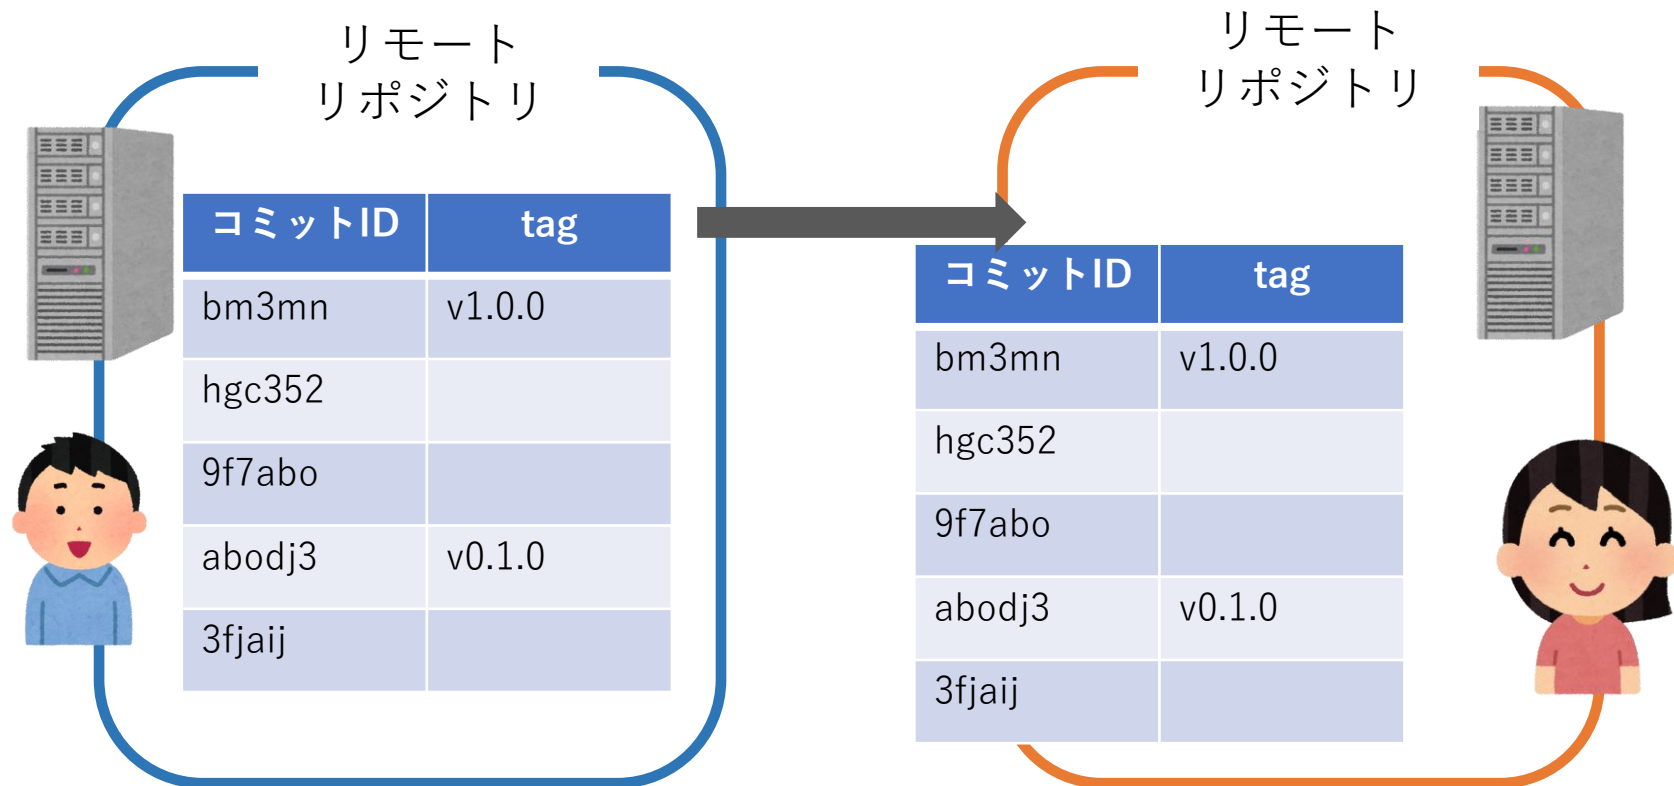 リモート
リポジトリ
コミットID tag
bm3mn v1.0.0
hgc352
9f7abo
abodj3 v0.1.0
3fjaij
リモート
リポジトリ
コミットID tag
bm3mn v1.0.0
hgc352
9f7abo
abodj3 v0.1.0
3fjaij